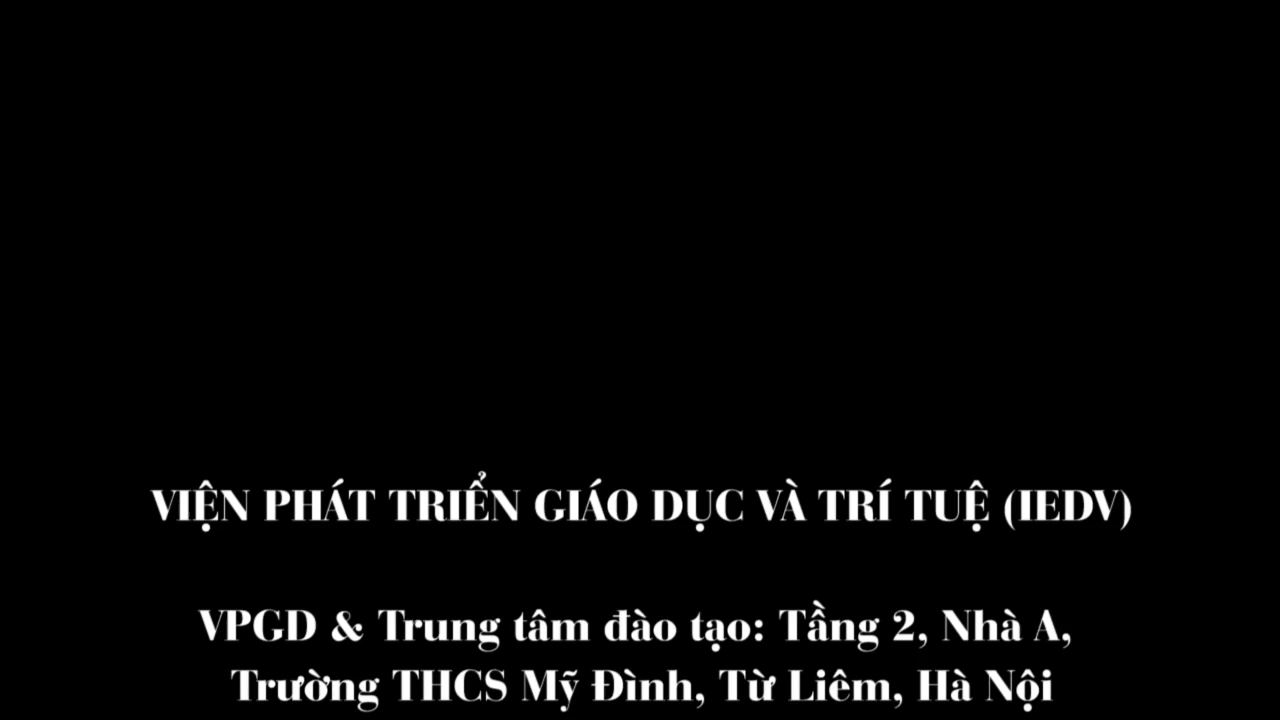 VIỆN PHÁT TRIỂN GIÁO DỤC VÀ TRÍ TUỆ (IEDV)
VPGD & Trung tâm đào tạo: Tầng 2, Nhà A,
Trường THCS Mỹ Đình, Từ Liêm, Hà Nội